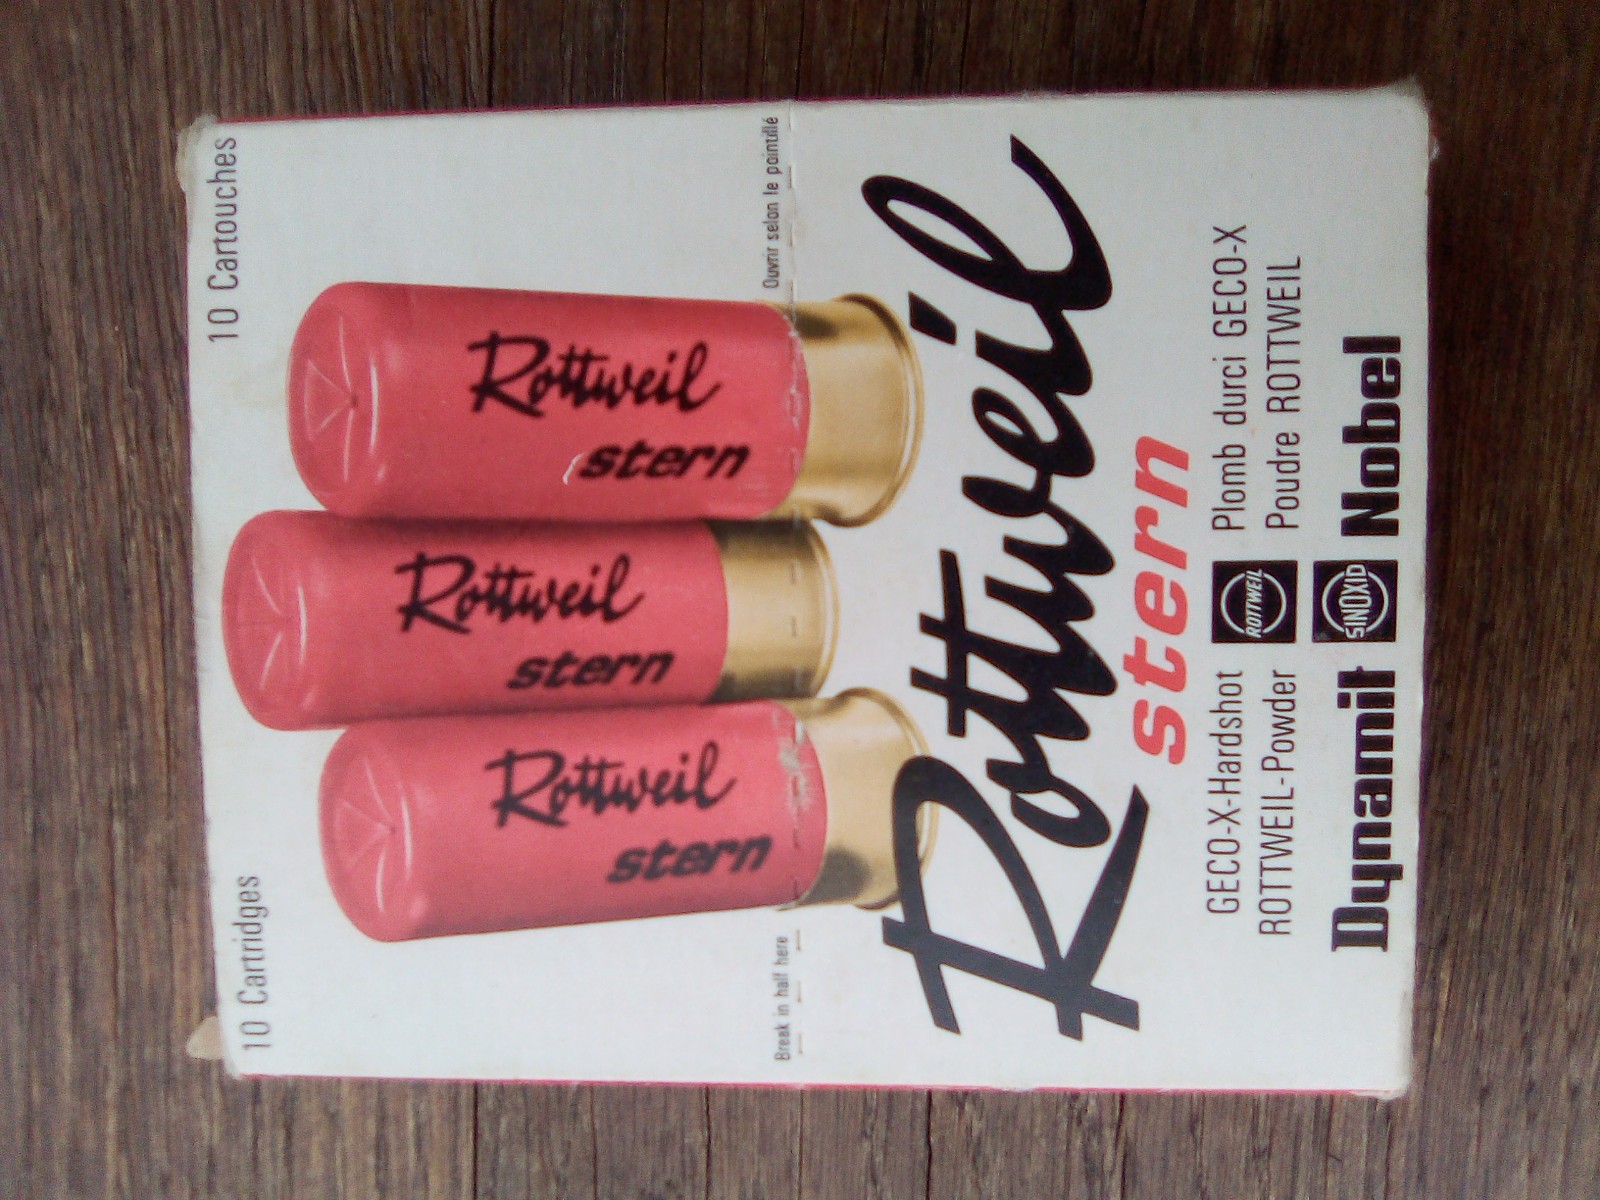 10 Cartridges
10 Cartouches
Rottweil
stern
Rottweil
stern
Rottweil
stern
Break in half here
Ouvrir selon le pointillé
Rottweil
stern
GECO-X-Hardshot
ROTTWEIL-Powder
ROTTWEIL
Plomb durci GECO-X
Poudre ROTTWEIL
Dynamit
SINOXID
Nobel